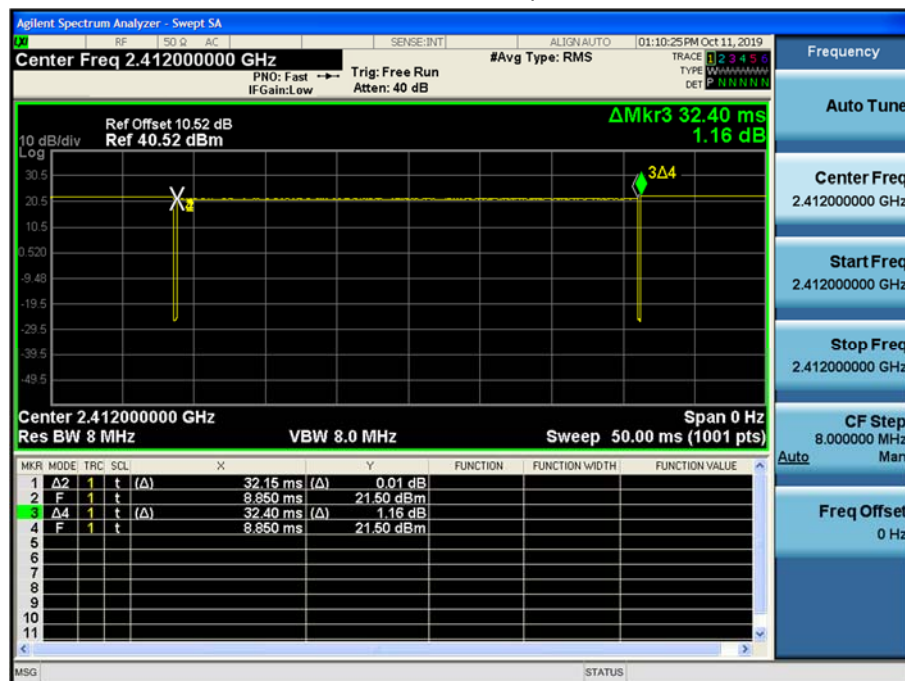 Agilent Spectrum Analyzer - Swept SA
RF 50 Ω AC SENSE:INT ALIGN AUTO 01:10:25 PM Oct 11, 2019
Center Freq 2.412000000 GHz #Avg Type: RMS TRACE 1 2 3 4 5 6
PNO: Fast Trig: Free Run TYPE WWWWWW
IFGain:Low Atten: 40 dB DET P N N N N N
Ref Offset 10.52 dB ΔMkr3 32.40 ms
10 dB/div Ref 40.52 dBm 1.16 dB
Log
30.5
3Δ4
20.5
X
10.5
0.520
-9.48
-19.5
-29.5
-39.5
-49.5
Center 2.412000000 GHz Span 0 Hz
Res BW 8 MHz VBW 8.0 MHz Sweep 50.00 ms (1001 pts)
MKR MODE TRC SCL X Y FUNCTION FUNCTION WIDTH FUNCTION VALUE
1 Δ2 1 t (Δ) 32.15 ms (Δ) 0.01 dB
2 F 1 t 8.850 ms 21.50 dBm
3 Δ4 1 t (Δ) 32.40 ms (Δ) 1.16 dB
4 F 1 t 8.850 ms 21.50 dBm
5
6
7
8
9
10
11
MSG STATUS
Frequency
Auto Tune
Center Freq
2.412000000 GHz
Start Freq
2.412000000 GHz
Stop Freq
2.412000000 GHz
CF Step
8.000000 MHz
Auto Man
Freq Offset
0 Hz